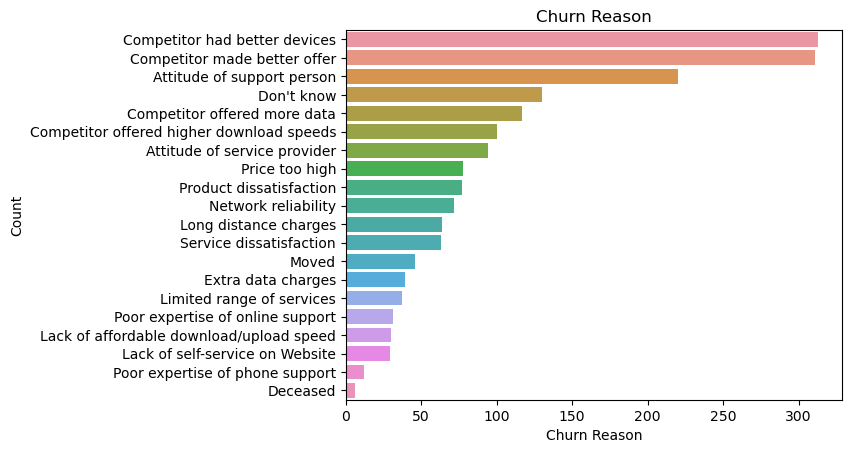 Churn Reason
Competitor had better devices
Competitor made better offer
Attitude of support person
Don't know
Competitor offered more data
Competitor offered higher download speeds
Attitude of service provider
Price too high
Product dissatisfaction
Network reliability
Long distance charges
Service dissatisfaction
Moved
Extra data charges
Limited range of services
Poor expertise of online support
Lack of affordable download/upload speed
Lack of self-service on Website
Poor expertise of phone support
Deceased
Count
0 50 100 150 200 250 300
Churn Reason